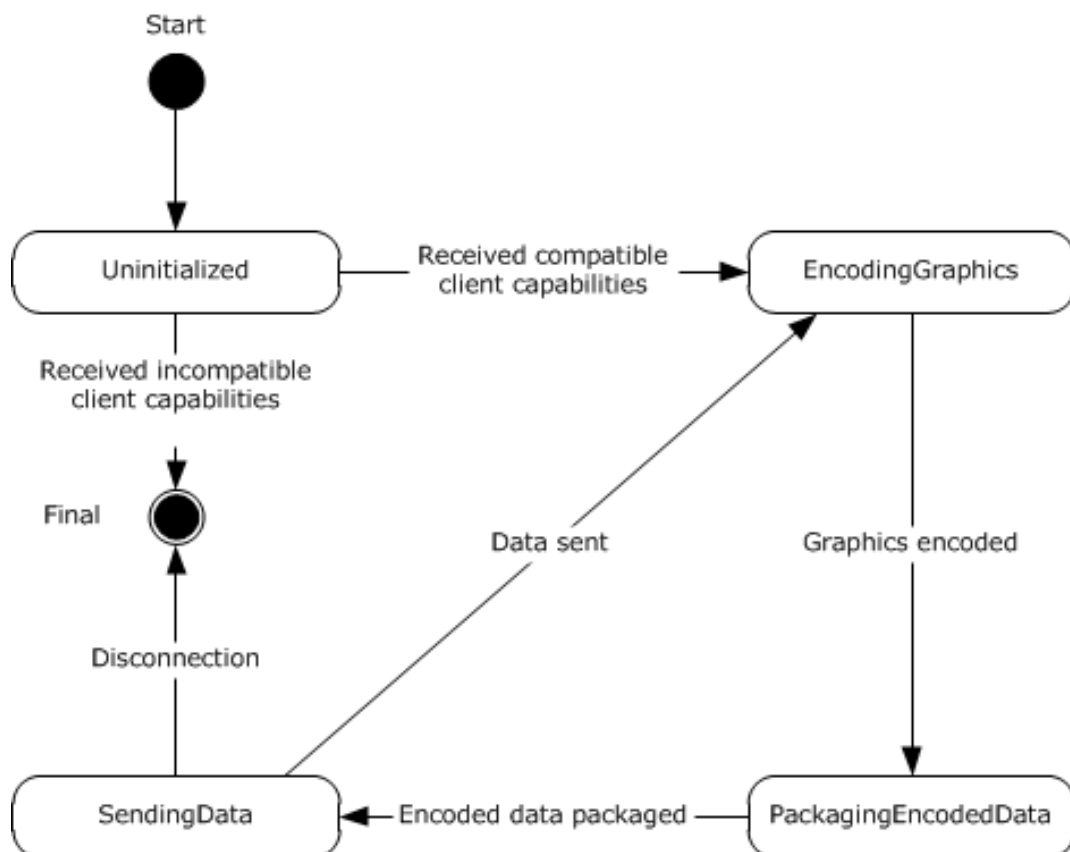 Start
Uninitialized
Received compatible
client capabilities
EncodingGraphics
Received incompatible
client capabilities
Final
Data sent
Graphics encoded
Disconnection
SendingData
Encoded data packaged
PackagingEncodedData